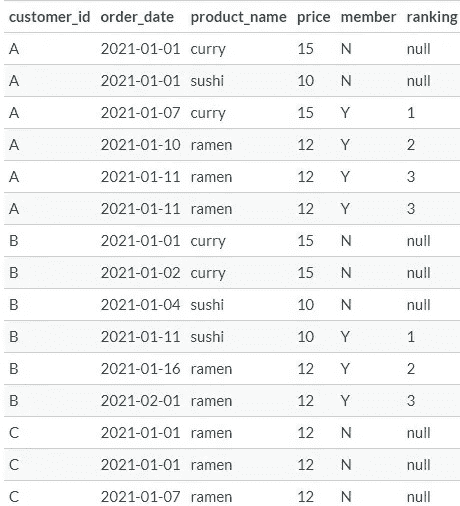 customer_id order_date product_name price member ranking
A 2021-01-01 curry 15 N null
A 2021-01-01 sushi 10 N null
A 2021-01-07 curry 15 Y 1
A 2021-01-10 ramen 12 Y 2
A 2021-01-11 ramen 12 Y 3
A 2021-01-11 ramen 12 Y 3
B 2021-01-01 curry 15 N null
B 2021-01-02 curry 15 N null
B 2021-01-04 sushi 10 N null
B 2021-01-11 sushi 10 Y 1
B 2021-01-16 ramen 12 Y 2
B 2021-02-01 ramen 12 Y 3
C 2021-01-01 ramen 12 N null
C 2021-01-01 ramen 12 N null
C 2021-01-07 ramen 12 N null